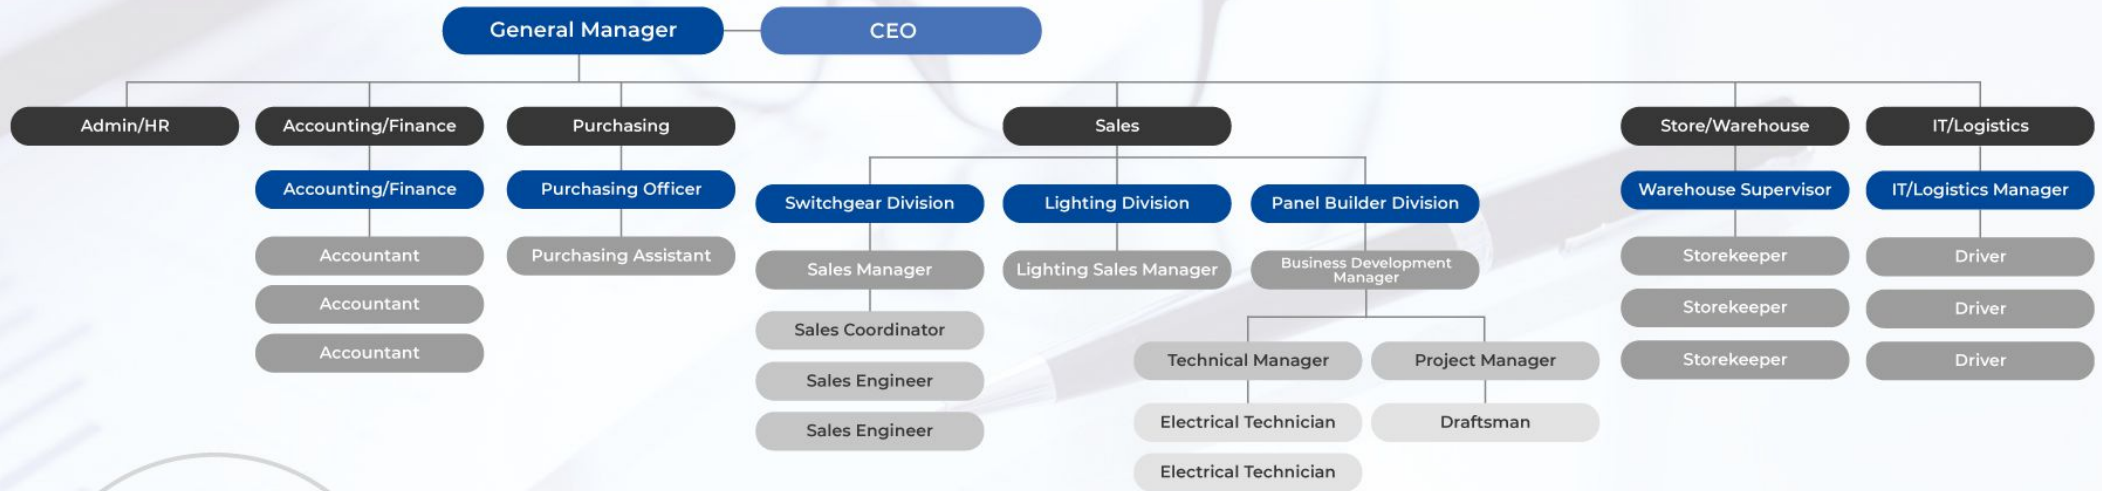 General Manager
CEO
Admin/HR
Accounting/Finance
Purchasing
Sales
Store/Warehouse
IT/Logistics
Accounting/Finance
Accountant
Accountant
Accountant
Purchasing Officer
Purchasing Assistant
Switchgear Division
Sales Manager
Sales Coordinator
Sales Engineer
Sales Engineer
Lighting Division
Lighting Sales Manager
Panel Builder Division
Business Development
Manager
Technical Manager
Electrical Technician
Electrical Technician
Project Manager
Draftsman
Warehouse Supervisor
Storekeeper
Storekeeper
Storekeeper
IT/Logistics Manager
Driver
Driver
Driver